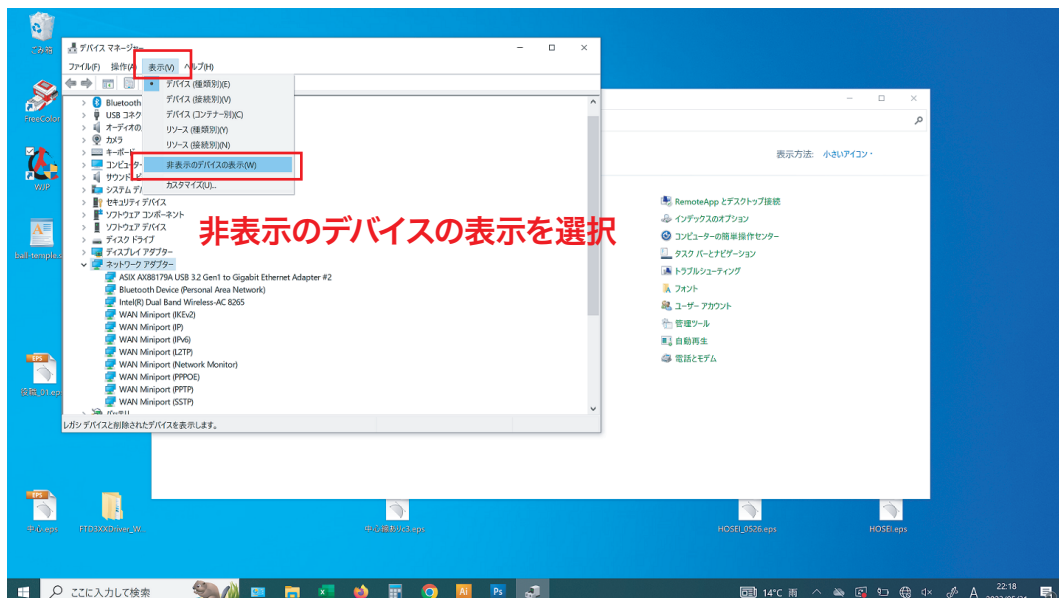 ごみ箱
デバイス マネージャー
ファイル(F) 操作(A) 表示(V) ヘルプ(H)
デバイス (種類別)(E)
デバイス (接続別)(V)
デバイス (コンテナー別)(C)
リソース (種類別)(Y)
リソース (接続別)(N)
非表示のデバイスの表示(W)
カスタマイズ(U)...
Bluetooth
USB コネク
オーディオの
カメラ
キーボード
コンピューター
サウンド、ビ
システム デ
セキュリティ デバイス
ソフトウェア コンポーネント
ソフトウェア デバイス
ディスク ドライブ
ディスプレイ アダプター
ネットワーク アダプター
ASIX AX88179A USB 3.2 Gen1 to Gigabit Ethernet Adapter #2
Bluetooth Device (Personal Area Network)
Intel(R) Dual Band Wireless-AC 8265
WAN Miniport (IKEv2)
WAN Miniport (IP)
WAN Miniport (IPv6)
WAN Miniport (L2TP)
WAN Miniport (Network Monitor)
WAN Miniport (PPPOE)
WAN Miniport (PPTP)
WAN Miniport (SSTP)
バッテリ
レガシ デバイスと削除されたデバイスを表示します。
非表示のデバイスの表示を選択
表示方法: 小さいアイコン
RemoteApp とデスクトップ接続
インデックスのオプション
コンピューターの簡単操作センター
タスク バーとナビゲーション
トラブルシューティング
フォント
ユーザー アカウント
管理ツール
自動再生
電話とモデム
FreeColor
WJP
ball-temple.s
EPS
EPS
中心.eps
FTD3XXDriver_W...
HOSEI_0526.eps
HOSEI.eps
ここに入力して検索
Ai
Ps
14°C 雨
A
22:18